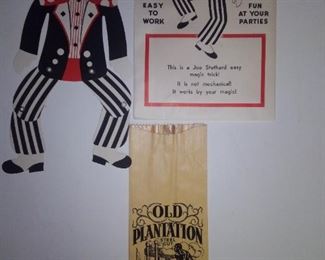 EASY
TO
WORK
FUN
AT YOUR
PARTIES
This is a Joe Stuthard easy
magic trick!
It is not mechanical!
It works by your magic!
OLD
PLANTATION